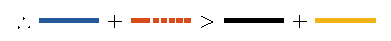 ∴ + > +